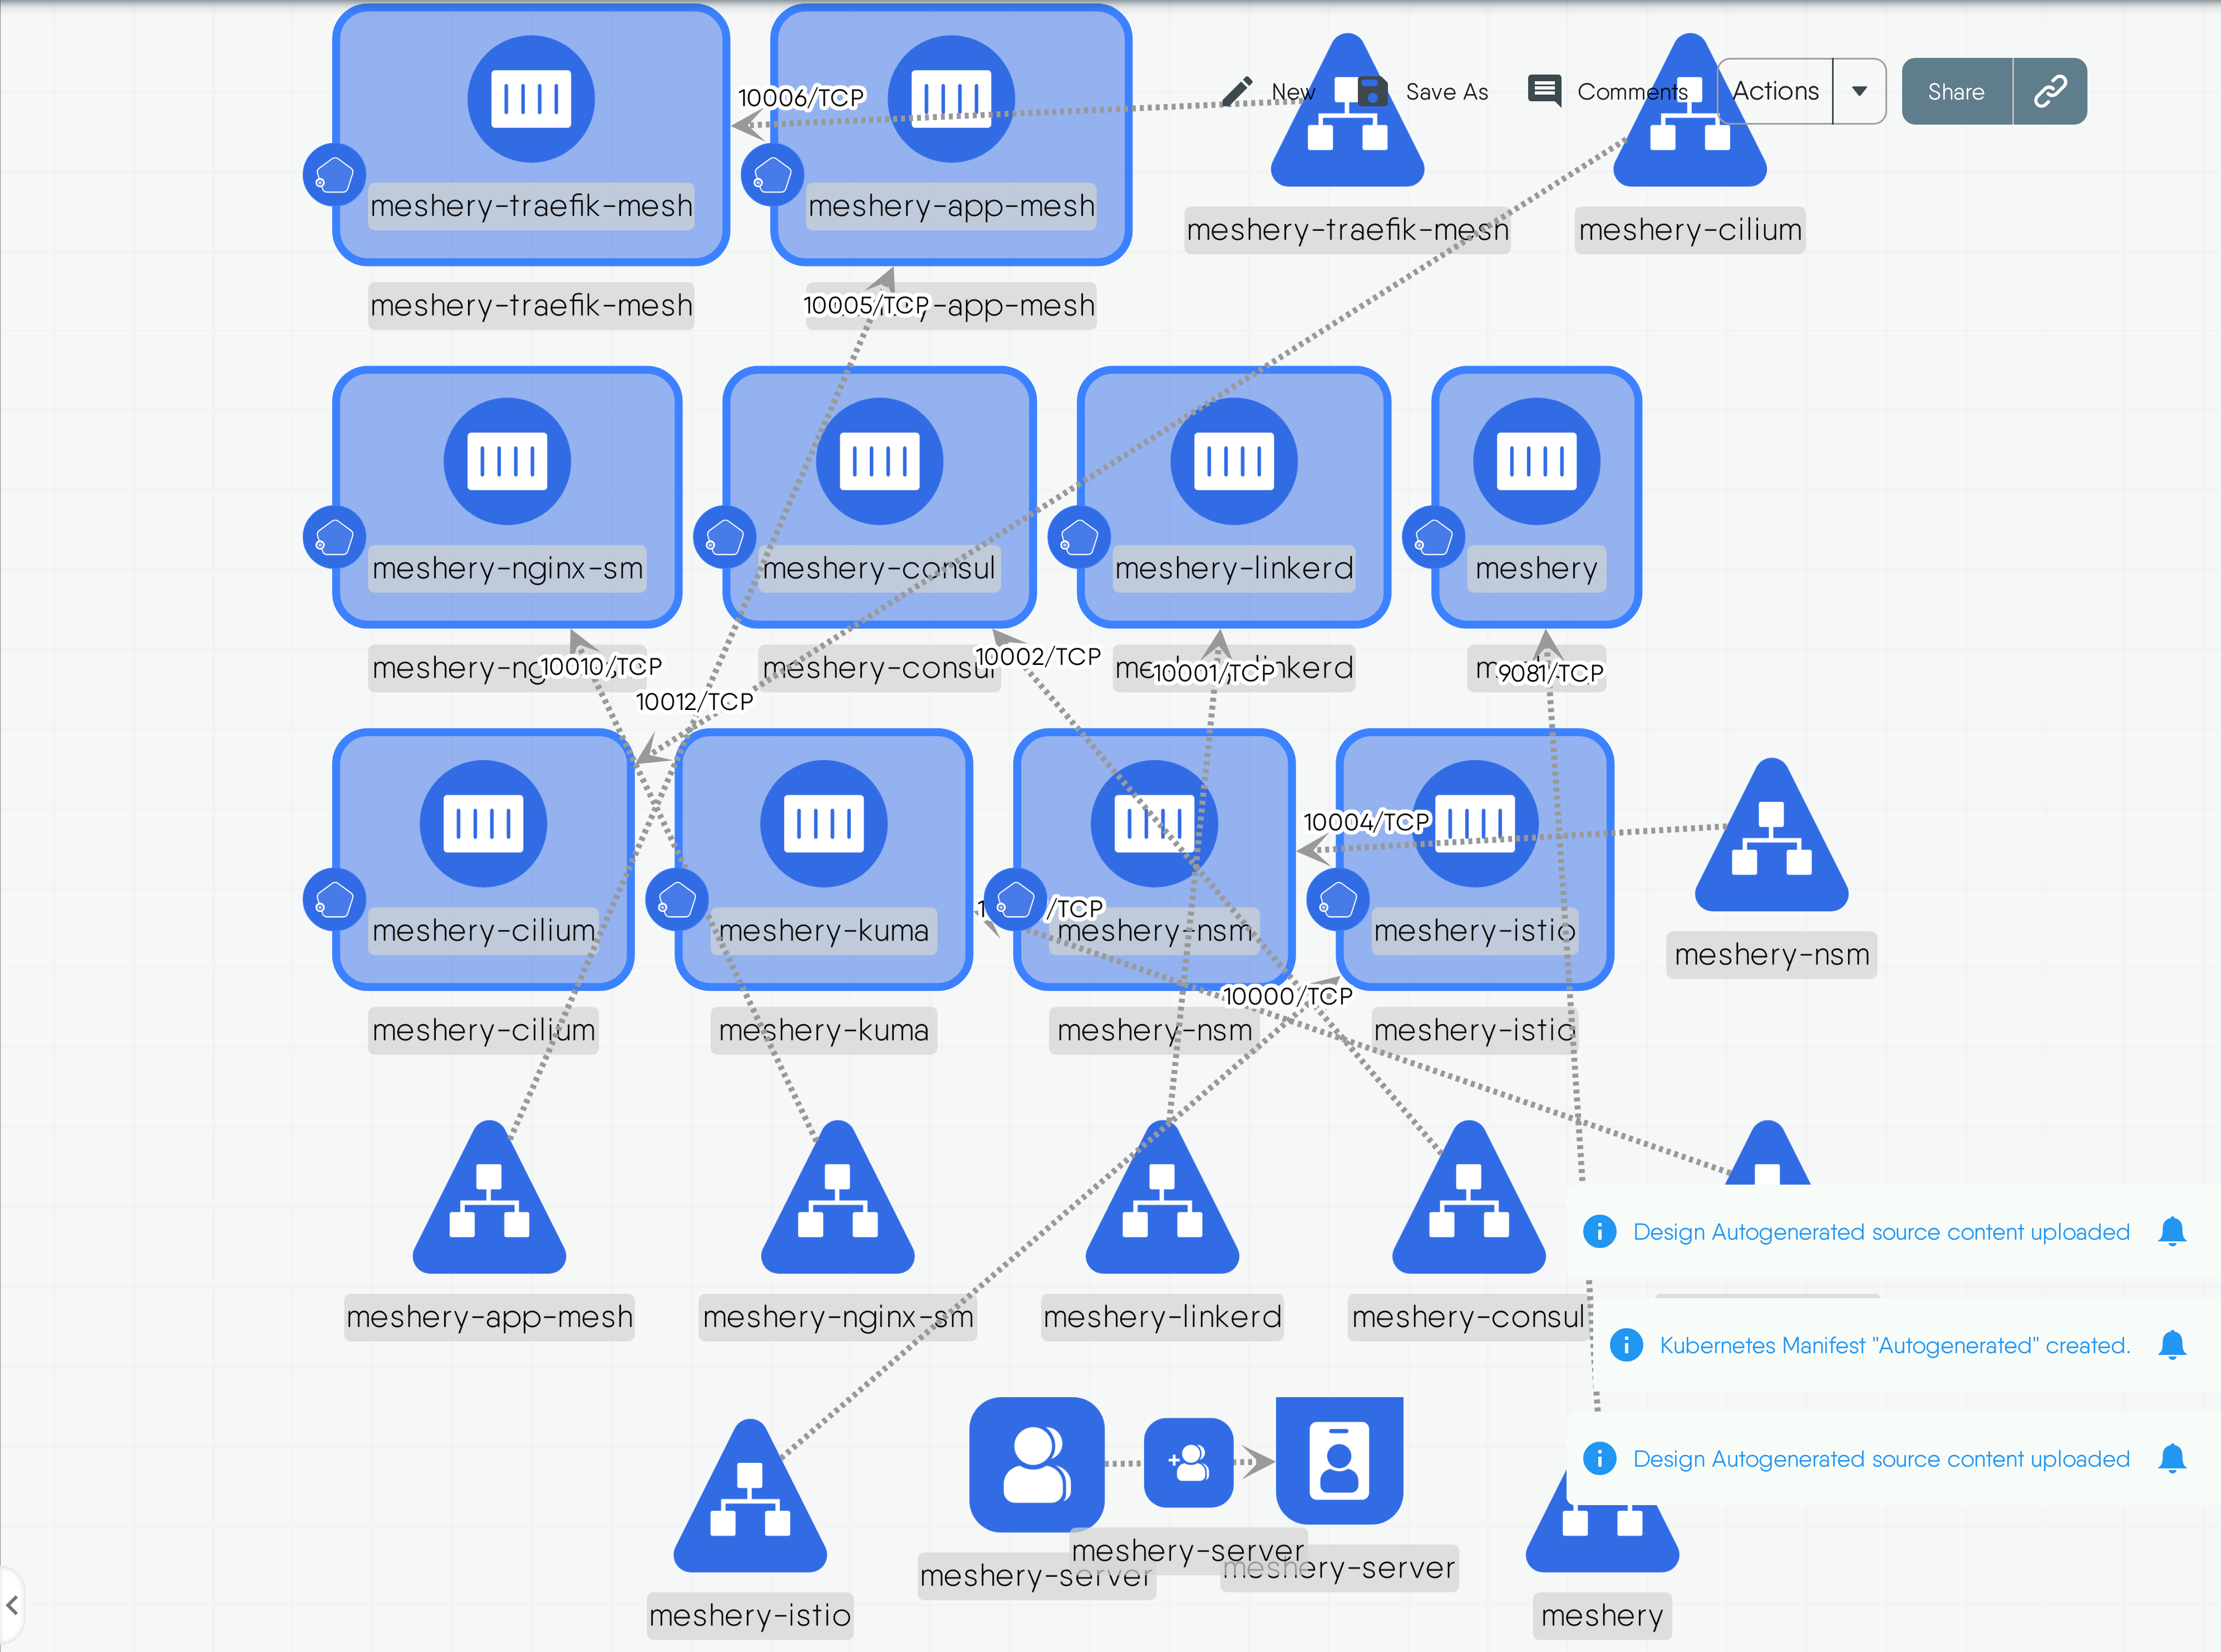 10006/TCP
New
Save As
Comments
Actions
Share
meshery-traefik-mesh
meshery-app-mesh
meshery-traefik-mesh
meshery-cilium
meshery-traefik-mesh
10005/TCP
-app-mesh
meshery-nginx-sm
meshery-consul
meshery-linkerd
meshery
10010/TCP
meshery-consul
10002/TCP
10001/TCP
9081/TCP
10012/TCP
10004/TCP
/TCP
meshery-cilium
meshery-kuma
meshery-nsm
meshery-istio
meshery-nsm
10000/TCP
meshery-cilium
meshery-kuma
meshery-nsm
meshery-istio
Design Autogenerated source content uploaded
meshery-app-mesh
meshery-nginx-sm
meshery-linkerd
meshery-consul
Kubernetes Manifest "Autogenerated" created.
Design Autogenerated source content uploaded
meshery-server
meshery-server
meshery-server
meshery-istio
meshery